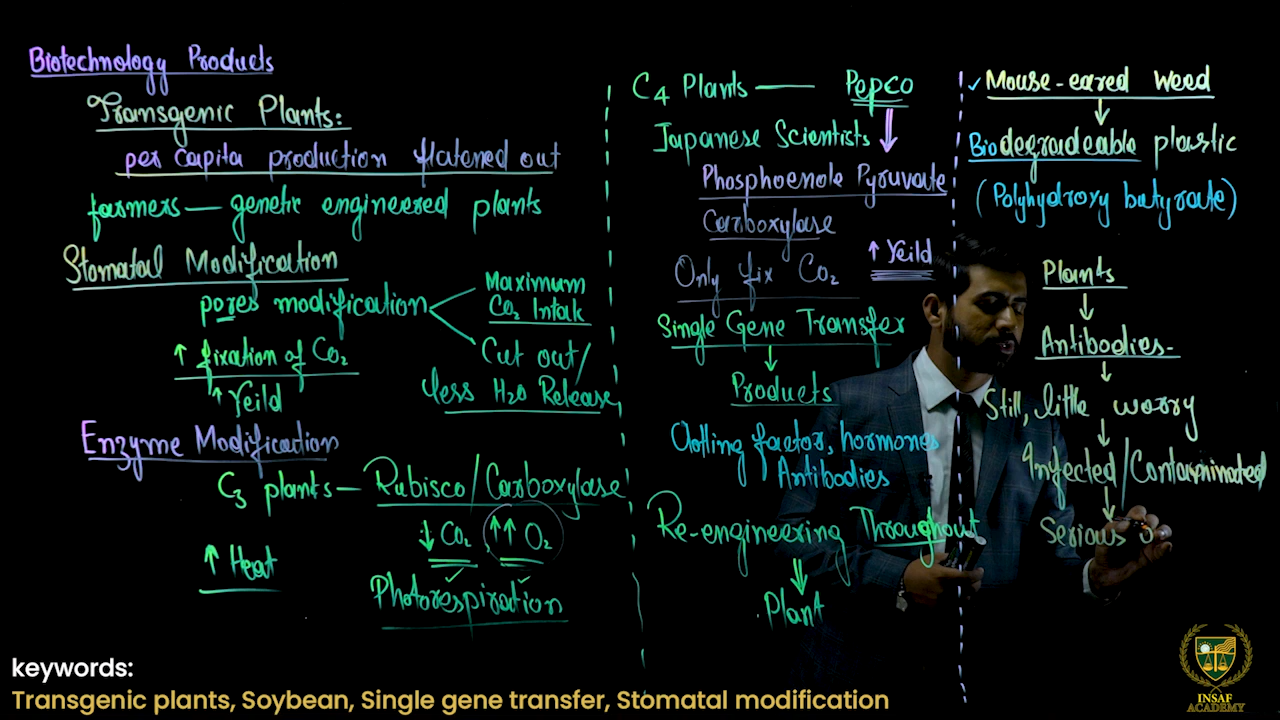 Biotechnology Products
Transgenic Plants:
per capita production flatened out
farmers — genetic engineered plants
Stomatal Modification
pores modification
Maximum
CO₂ Intak
Cut out/
less H₂O Release
↑ fixation of CO₂
↑ Yeild
Enzyme Modification
C₃ plants — Rubisco/Carboxylase
↓ CO₂ ↑↑ O₂
↑ Heat
Photorespiration
C₄ Plants — Pepco
Japanese Scientists
Phosphoenole Pyruvate
Carboxylase
Only fix CO₂
↑ Yeild
Single Gene Transfer
Products
Clotting factor, hormones
Antibodies
Re-engineering Throughout
Plant
✓ Mouse-eared Weed
Biodegradeable plastic
(Polyhydroxy butyrate)
Plants
Antibodies-
Still, little worry
Infected/Contaminated
Serious
keywords:
Transgenic plants, Soybean, Single gene transfer, Stomatal modification
INSAF
ACADEMY